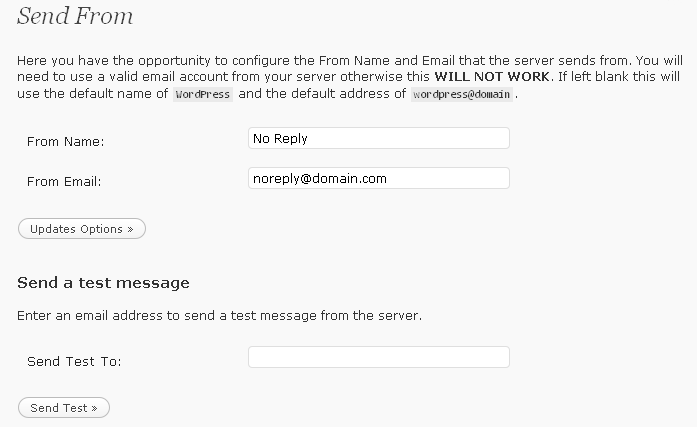 Send From
Here you have the opportunity to configure the From Name and Email that the server sends from. You will
need to use a valid email account from your server otherwise this WILL NOT WORK. If left blank this will
use the default name of WordPress and the default address of wordpress@domain.
From Name:
No Reply
From Email:
noreply@domain.com
Updates Options »
Send a test message
Enter an email address to send a test message from the server.
Send Test To:
Send Test »